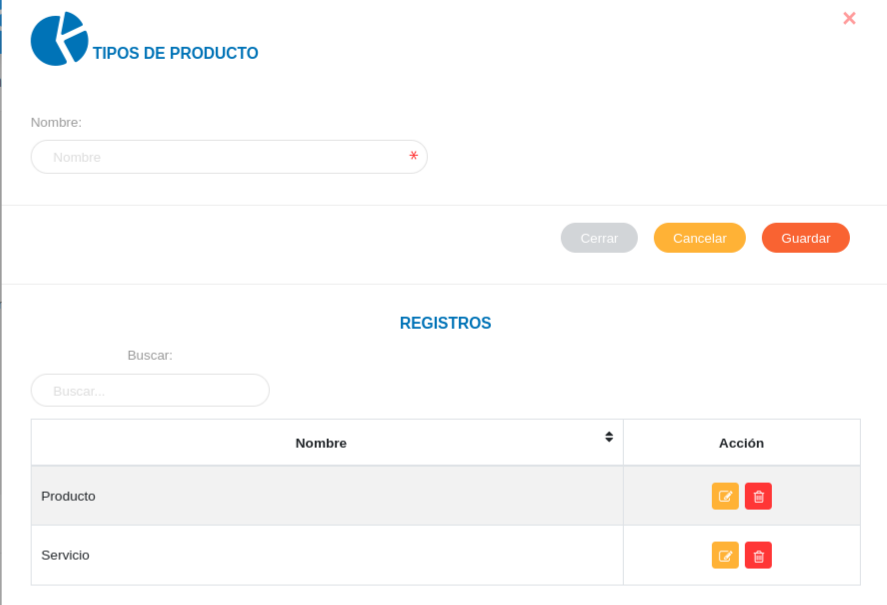 TIPOS DE PRODUCTO
Nombre:
Nombre *
Cerrar Cancelar Guardar
REGISTROS
Buscar:
Buscar...
Nombre Acción
Producto
Servicio